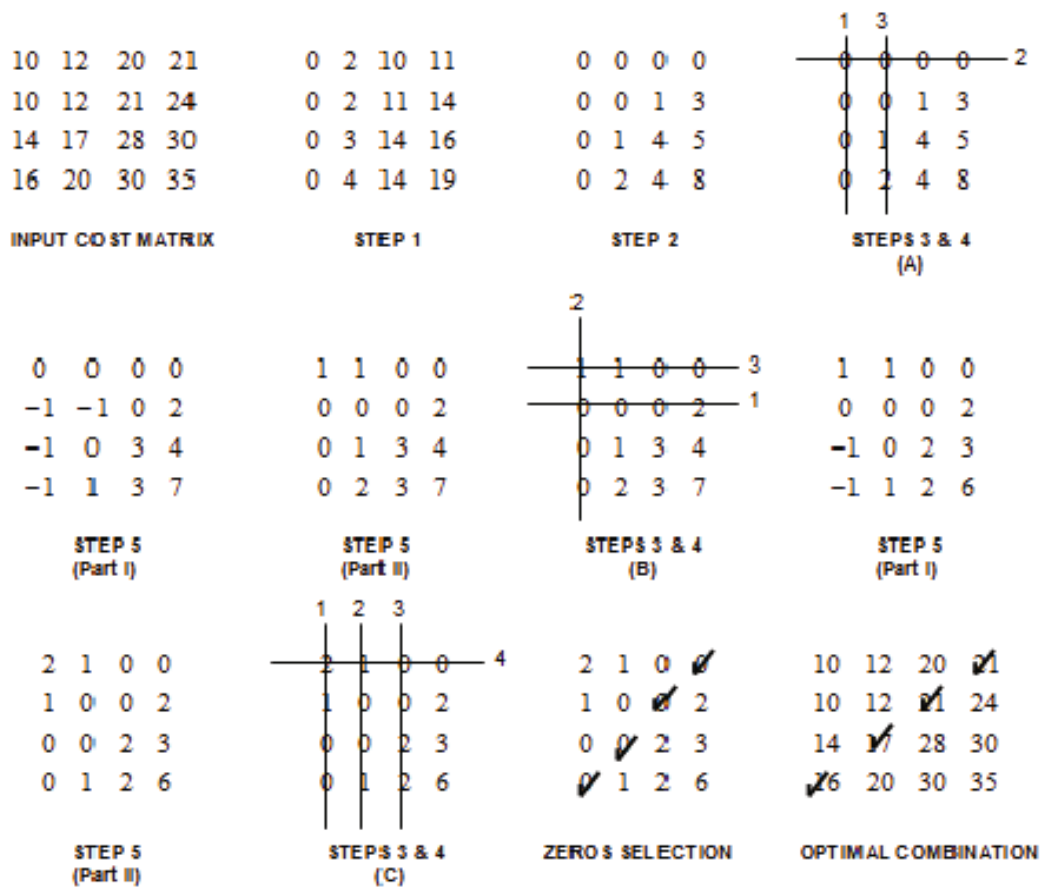 1 3
10 12 20 21 0 2 10 11 0 0 0 0 0 0 0 0 2
10 12 21 24 0 2 11 14 0 0 1 3 0 0 1 3
14 17 28 30 0 3 14 16 0 1 4 5 0 1 4 5
16 20 30 35 0 4 14 19 0 2 4 8 0 2 4 8
INPUT COST MATRIX STEP 1 STEP 2 STEPS 3 & 4
(A)
2
0 0 0 0 1 1 0 0 1 1 0 0 3 1 1 0 0
-1 -1 0 2 0 0 0 2 0 0 0 2 1 0 0 0 2
-1 0 3 4 0 1 3 4 0 1 3 4 -1 0 2 3
-1 1 3 7 0 2 3 7 0 2 3 7 -1 1 2 6
STEP 5 STEP 5 STEPS 3 & 4 STEP 5
(Part I) (Part II) (B) (Part I)
1 2 3
2 1 0 0 2 1 0 0 4 2 1 0 0 10 12 20 21
1 0 0 2 1 0 0 2 1 0 0 2 10 12 21 24
0 0 2 3 0 0 2 3 0 0 2 3 14 17 28 30
0 1 2 6 0 1 2 6 0 1 2 6 16 20 30 35
STEP 5 STEPS 3 & 4 ZEROS SELECTION OPTIMAL COMBINATION
(Part II) (C)